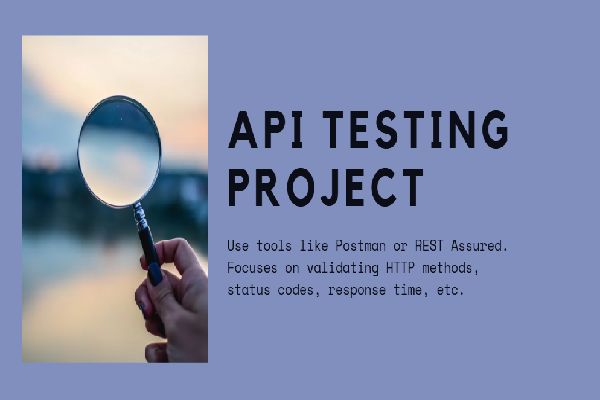 API TESTING
PROJECT
Use tools like Postman or REST Assured.
Focuses on validating HTTP methods,
status codes, response time, etc.